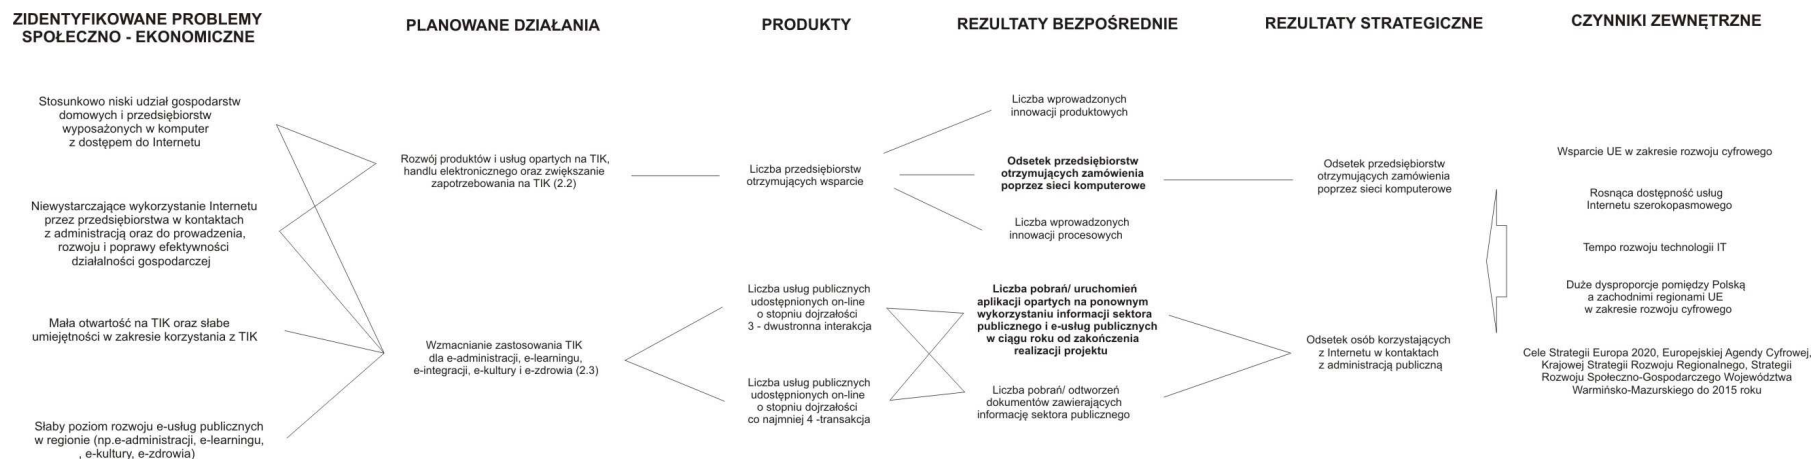 ZIDENTYFIKOWANE PROBLEMY
SPOŁECZNO - EKONOMICZNE
PLANOWANE DZIAŁANIA
PRODUKTY
REZULTATY BEZPOŚREDNIE
REZULTATY STRATEGICZNE
CZYNNIKI ZEWNĘTRZNE
Stosunkowo niski udział gospodarstw
domowych i przedsiębiorstw
wyposażonych w komputer
z dostępem do Internetu
Niewystarczające wykorzystanie Internetu
przez przedsiębiorstwa w kontaktach
z administracją oraz do prowadzenia,
rozwoju i poprawy efektywności
działalności gospodarczej
Mała otwartość na TIK oraz słabe
umiejętności w zakresie korzystania z TIK
Słaby poziom rozwoju e-usług publicznych
w regionie (np.e-administracji, e-learningu,
, e-kultury, e-zdrowia)
Rozwój produktów i usług opartych na TIK,
handlu elektronicznego oraz zwiększanie
zapotrzebowania na TIK (2.2)
Wzmacnianie zastosowania TIK
dla e-administracji, e-learningu,
e-integracji, e-kultury i e-zdrowia (2.3)
Liczba przedsiębiorstw
otrzymujących wsparcie
Liczba usług publicznych
udostępnionych on-line
o stopniu dojrzałości
3 - dwustronna interakcja
Liczba usług publicznych
udostępnionych on-line
o stopniu dojrzałości
co najmniej 4 -transakcja
Liczba wprowadzonych
innowacji produktowych
Odsetek przedsiębiorstw
otrzymujących zamówienia
poprzez sieci komputerowe
Liczba wprowadzonych
innowacji procesowych
Liczba pobrań/ uruchomień
aplikacji opartych na ponownym
wykorzystaniu informacji sektora
publicznego i e-usług publicznych
w ciągu roku od zakończenia
realizacji projektu
Liczba pobrań/ odtworzeń
dokumentów zawierających
informację sektora publicznego
Odsetek przedsiębiorstw
otrzymujących zamówienia
poprzez sieci komputerowe
Odsetek osób korzystających
z Internetu w kontaktach
z administracją publiczną
Wsparcie UE w zakresie rozwoju cyfrowego
Rosnąca dostępność usług
Internetu szerokopasmowego
Tempo rozwoju technologii IT
Duże dysproporcje pomiędzy Polską
a zachodnimi regionami UE
w zakresie rozwoju cyfrowego
Cele Strategii Europa 2020, Europejskiej Agendy Cyfrowej,
Krajowej Strategii Rozwoju Regionalnego, Strategii
Rozwoju Społeczno-Gospodarczego Województwa
Warmińsko-Mazurskiego do 2015 roku